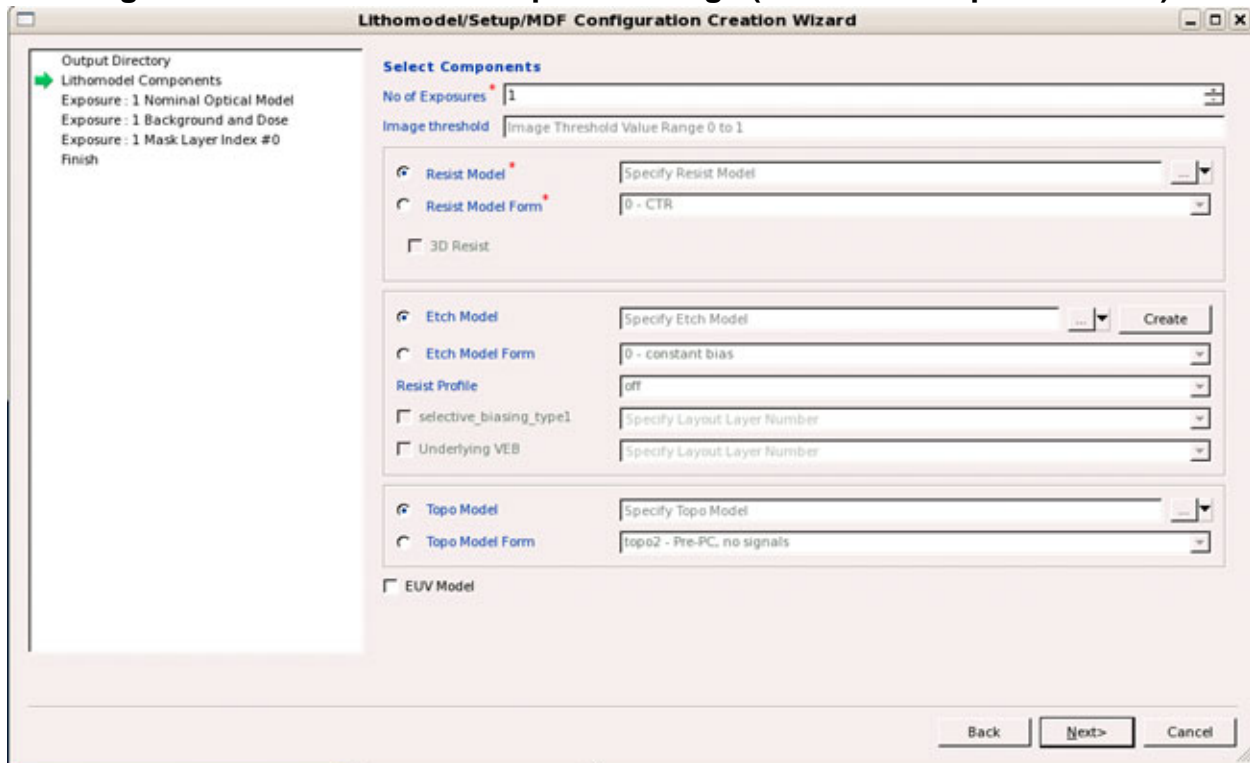 Lithomodel/Setup/MDF Configuration Creation Wizard
Output Directory
Lithomodel Components
Exposure : 1 Nominal Optical Model
Exposure : 1 Background and Dose
Exposure : 1 Mask Layer Index #0
Finish
Select Components
No of Exposures * 1
Image threshold Image Threshold Value Range 0 to 1
Resist Model * Specify Resist Model ...
Resist Model Form * 0 - CTR
3D Resist
Etch Model Specify Etch Model ... Create
Etch Model Form 0 - constant bias
Resist Profile off
selective_biasing_type1 Specify Layout Layer Number
Underlying VEB Specify Layout Layer Number
Topo Model Specify Topo Model ...
Topo Model Form topo2 - Pre-PC, no signals
EUV Model
Back Next> Cancel